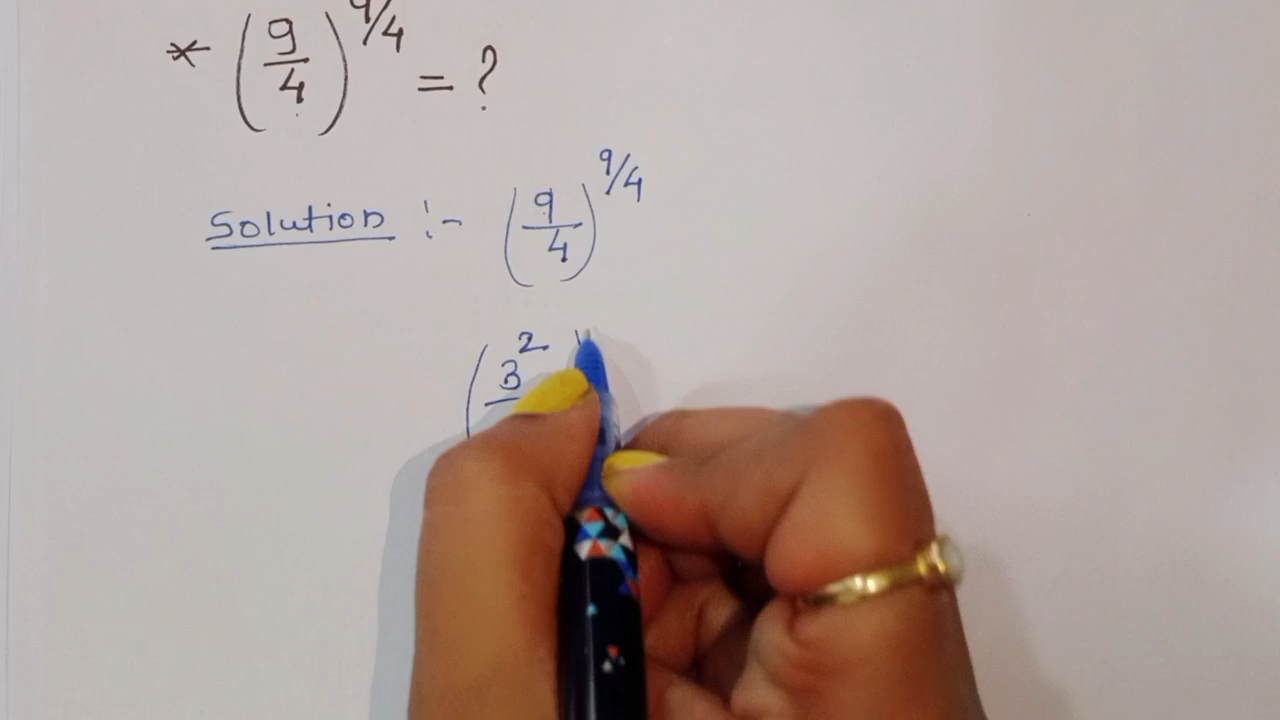 * (9/4)^9/4 = ?
Solution :- (9/4)^9/4
(3^2